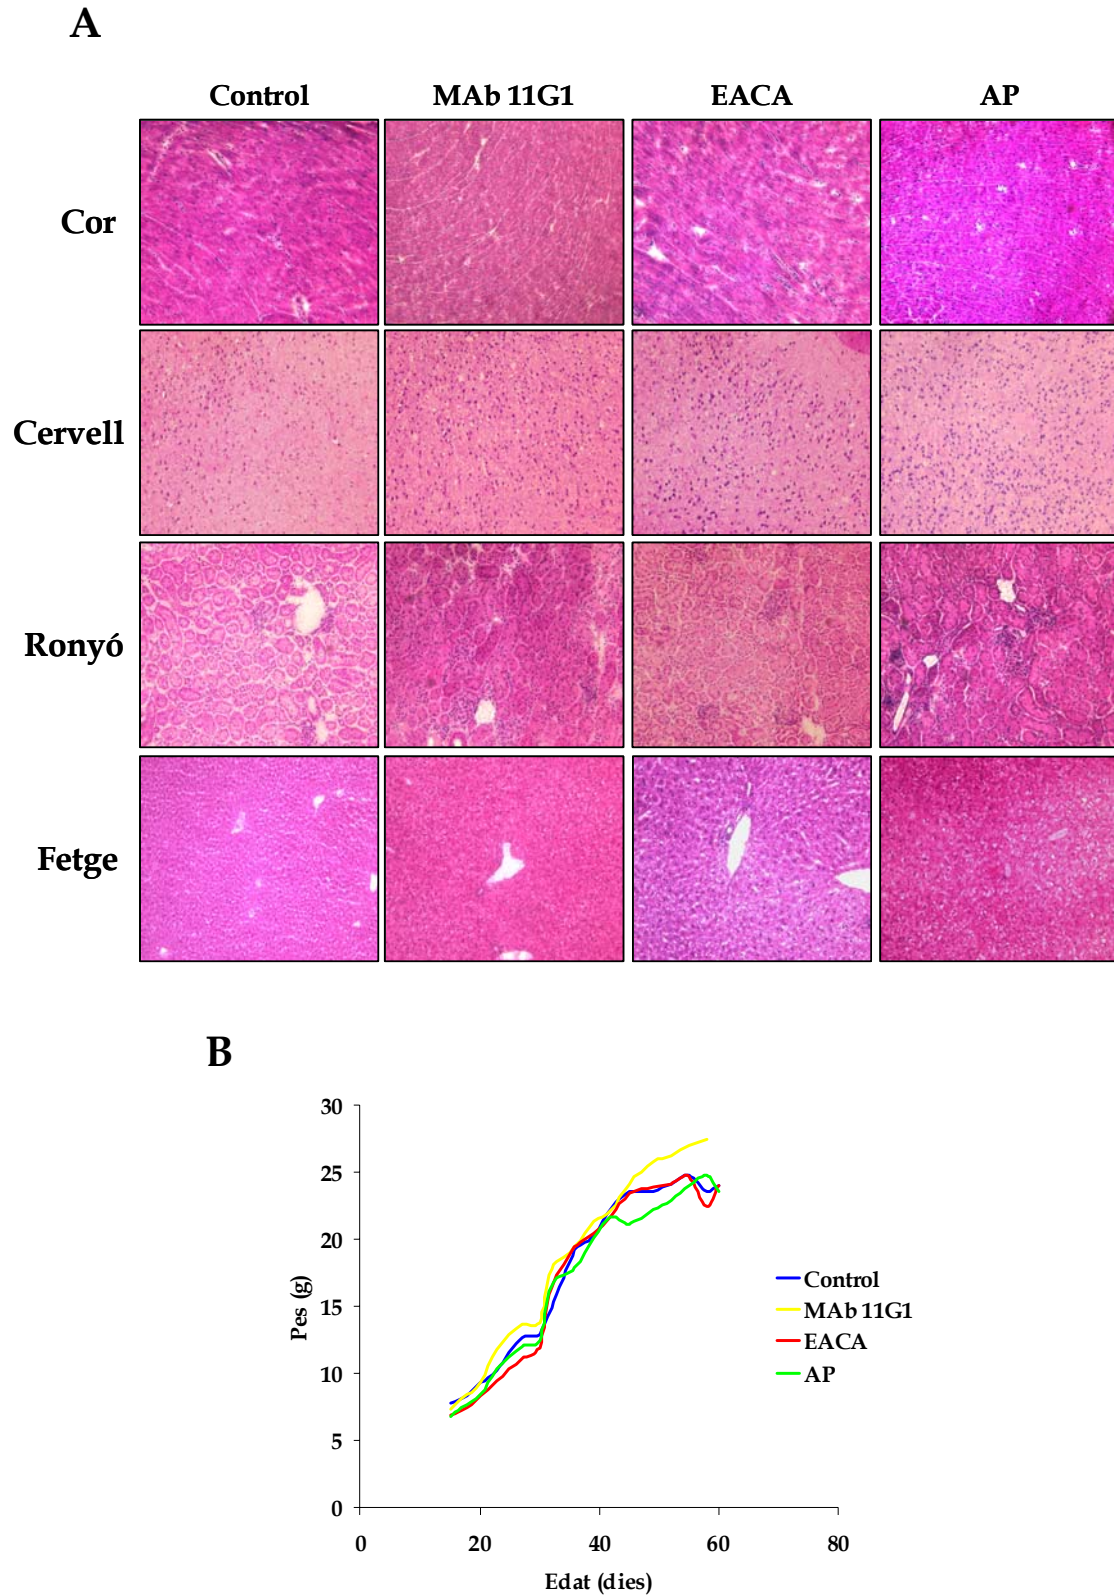 A
Control MAb 11G1 EACA AP
Cor
Cervell
Ronyó
Fetge
B
30
25
20
15
10
5
0
Pes (g)
0 20 40 60 80
Edat (dies)
Control
MAb 11G1
EACA
AP